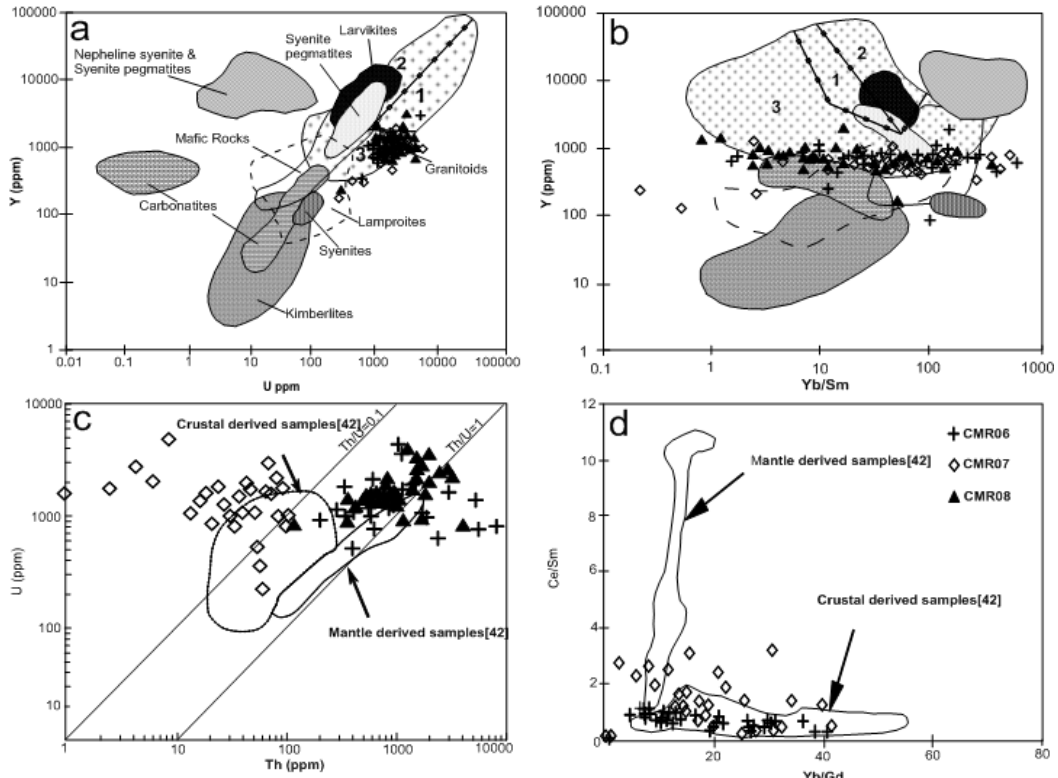 a
Y (ppm)
100000
10000
1000
100
10
1
0.01
0.1
10
100
1000
10000
100000
U ppm
Nepheline syenite &
Syenite pegmatites
Syenite
pegmatites
Larvikites
2
1
3
Mafic Rocks
Granitoids
Carbonatites
Lamproites
Syenites
Kimberlites
b
Y (ppm)
100000
10000
1000
100
10
1
0.1
1
10
100
1000
Yb/Sm
2
1
3
c
U (ppm)
10000
1000
100
10
1
10
100
1000
10000
Th (ppm)
Crustal derived samples[42]
Th/U=0.1
Th/U=1
Mantle derived samples[42]
d
Ce/Sm
12
10
8
6
4
2
0
20
40
60
80
Yb/Gd
CMR06
CMR07
CMR08
Mantle derived samples[42]
Crustal derived samples[42]